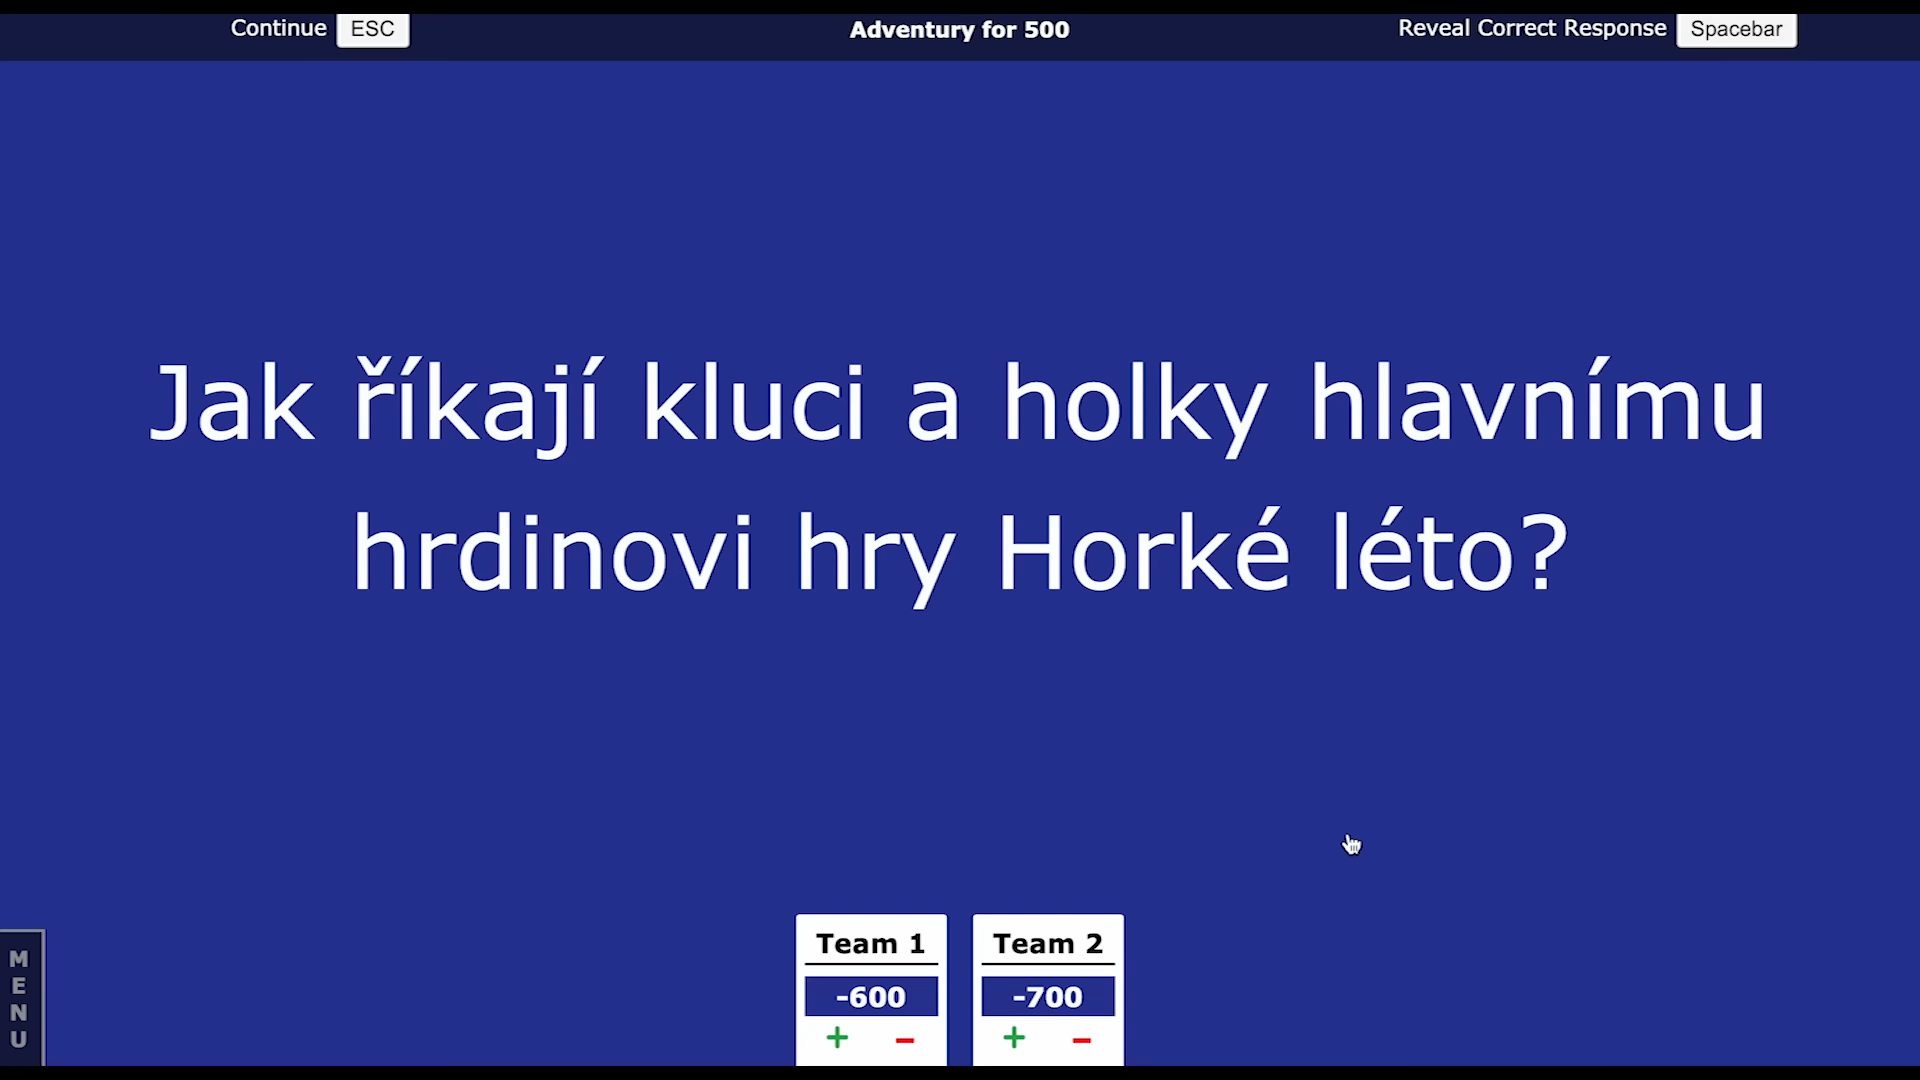 Continue ESC Adventury for 500 Reveal Correct Response Spacebar
Jak říkají kluci a holky hlavnímu
hrdinovi hry Horké léto?
MENU
Team 1 Team 2
-600 -700
+ - + -